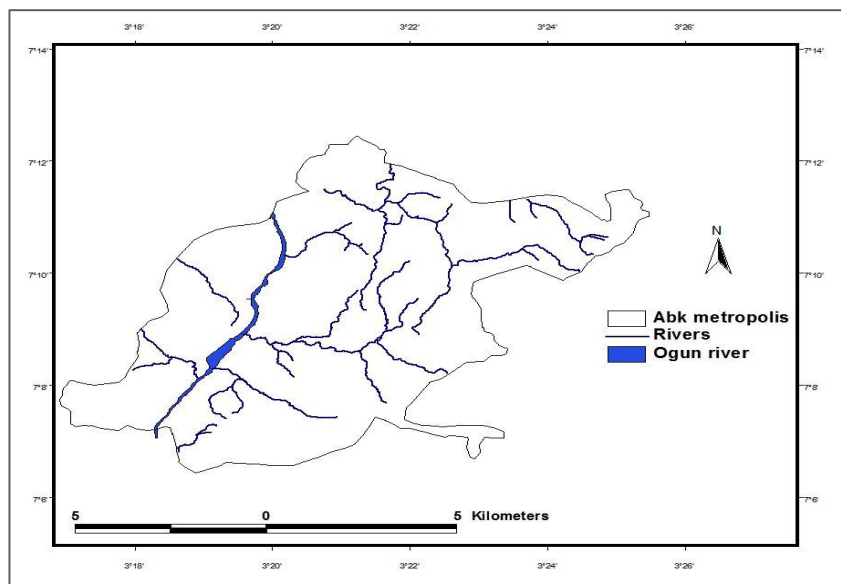 3°18' 3°20' 3°22' 3°24' 3°26'
7°14' 7°14'
7°12' 7°12'
N
7°10' 7°10'
Abk metropolis
Rivers
Ogun river
7°8' 7°8'
7°6' 7°6'
5 0 5 Kilometers
3°18' 3°20' 3°22' 3°24' 3°26'